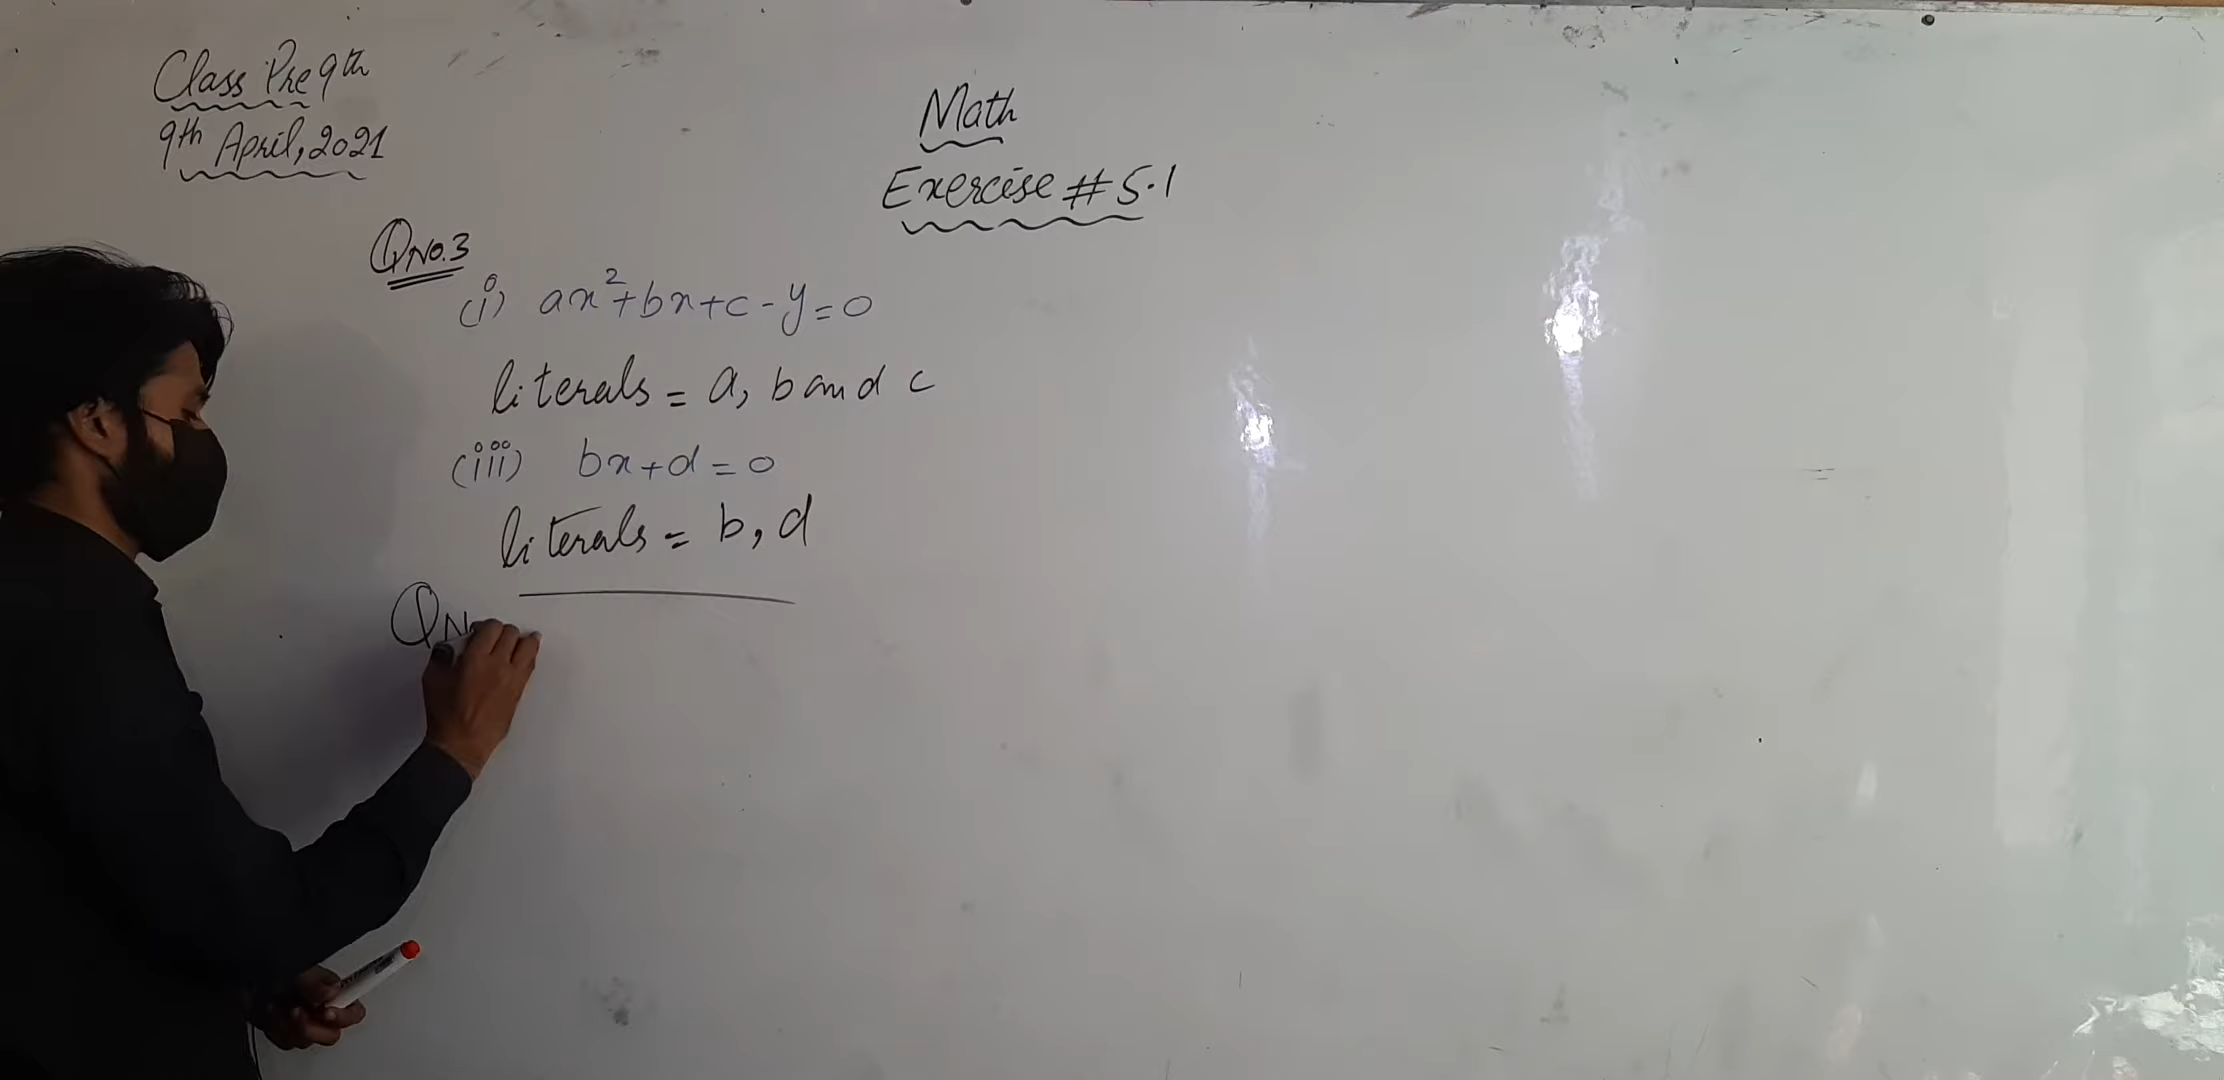 Class Pre 9th
9th April, 2021
Math
Exercise # 5.1
Q No. 3
(i) ax²+bx+c-y=0
literals = a, b and c
(iii) bx+d=0
literals = b, d
Q N